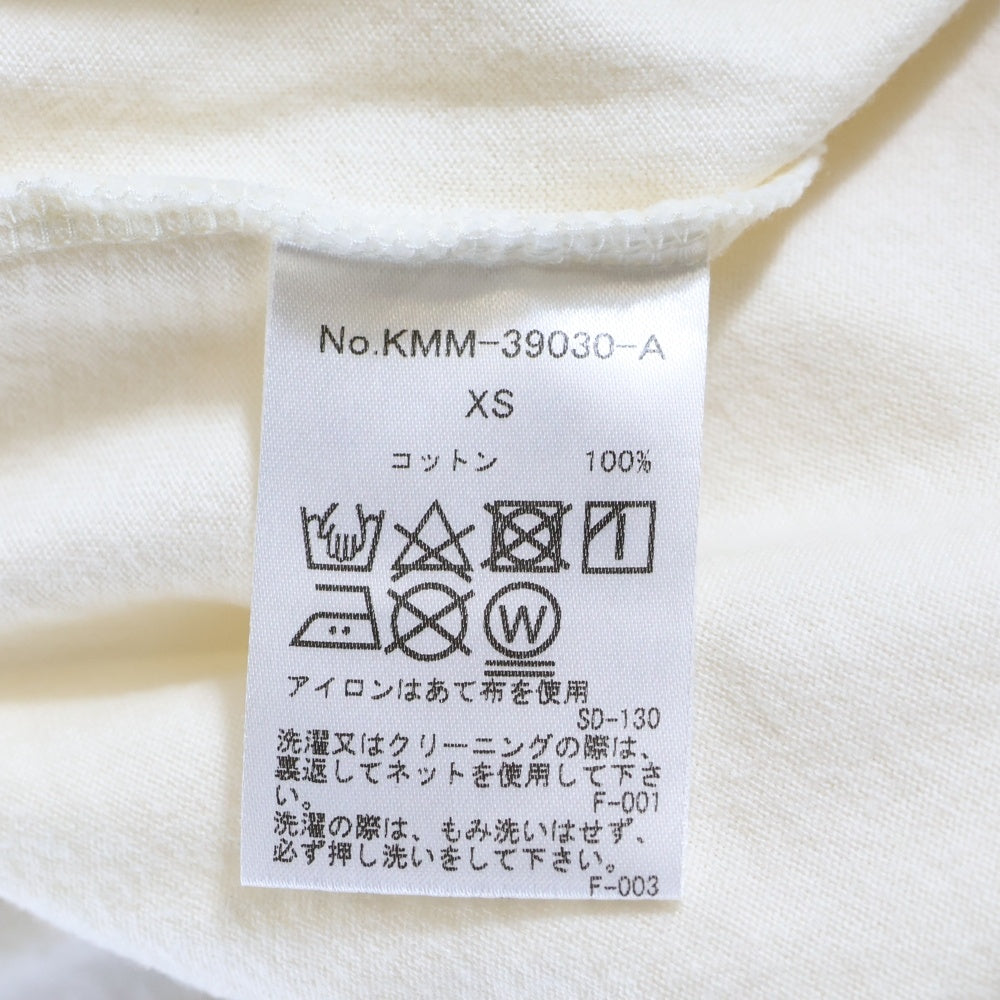 No.KMM-39030-A
XS
コットン 100%
W
アイロンはあて布を使用
SD-130
洗濯又はクリーニングの際は、
裏返してネットを使用して下さ
い。
F-001
洗濯の際は、もみ洗いはせず、
必ず押し洗いをして下さい。
F-003